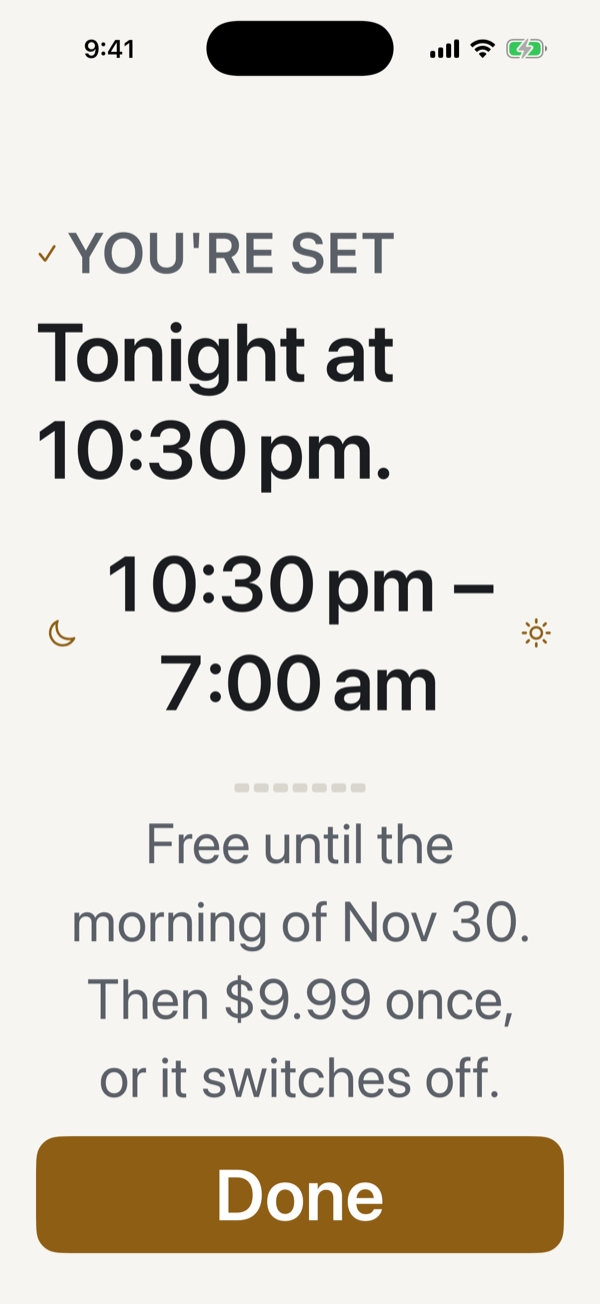 9:41
YOU'RE SET
Tonight at
10:30 pm.
10:30 pm –
7:00 am
Free until the
morning of Nov 30.
Then $9.99 once,
or it switches off.
Done